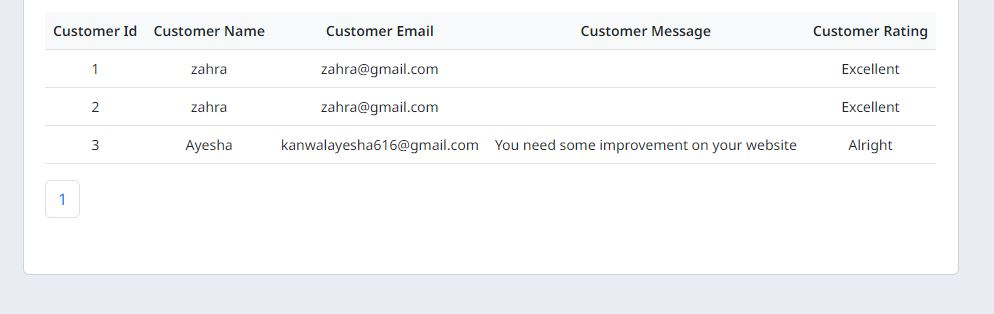 Customer Id Customer Name Customer Email Customer Message Customer Rating
1 zahra zahra@gmail.com Excellent
2 zahra zahra@gmail.com Excellent
3 Ayesha kanwalayesha616@gmail.com You need some improvement on your website Alright
1